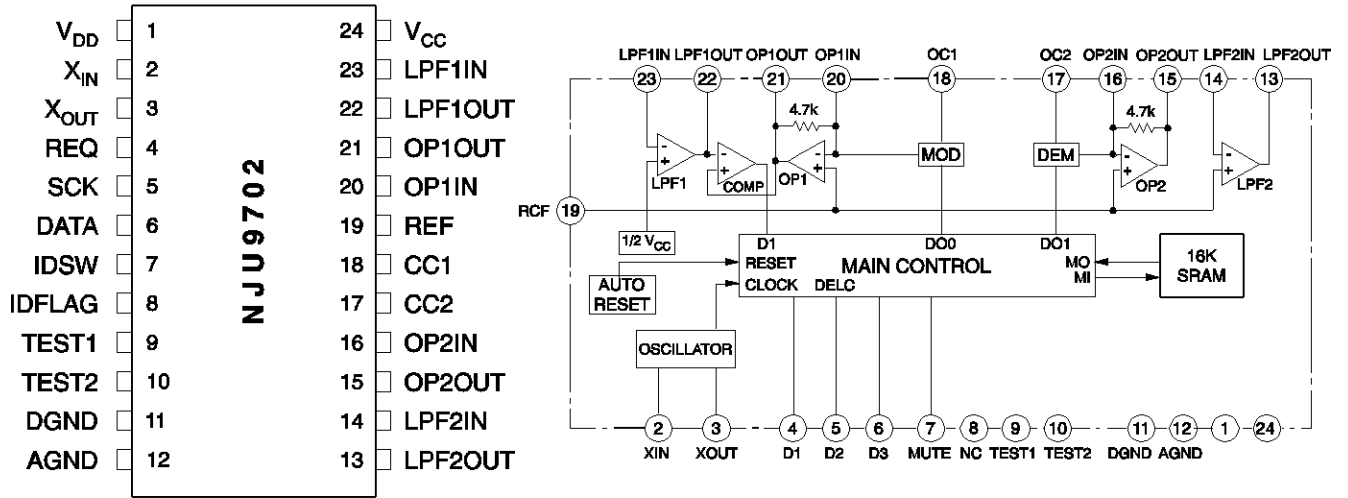 VDD 1 24 VCC
XIN 2 23 LPF1IN
XOUT 3 22 LPF1OUT
REQ 4 21 OP1OUT
SCK 5 20 OP1IN
DATA 6 19 REF
IDSW 7 18 CC1
IDFLAG 8 17 CC2
TEST1 9 16 OP2IN
TEST2 10 15 OP2OUT
DGND 11 14 LPF2IN
AGND 12 13 LPF2OUT
NJU9702
LPF1IN LPF1OUT OP1OUT OP1IN OC1 OC2 OP2IN OP2OUT LPF2IN LPF2OUT
23 22 21 20 18 17 16 15 14 13
4.7k 4.7k
- + - + - + MOD DEM - + - +
LPF1 COMP OP1 OP2 LPF2
RCF 19
1/2 VCC
D1 DO0 DO1
RESET MAIN CONTROL MO
CLOCK DELC MI
16K
SRAM
AUTO
RESET
OSCILLATOR
2 3 4 5 6 7 8 9 10 11 12 1 24
XIN XOUT D1 D2 D3 MUTE NC TEST1 TEST2 DGND AGND